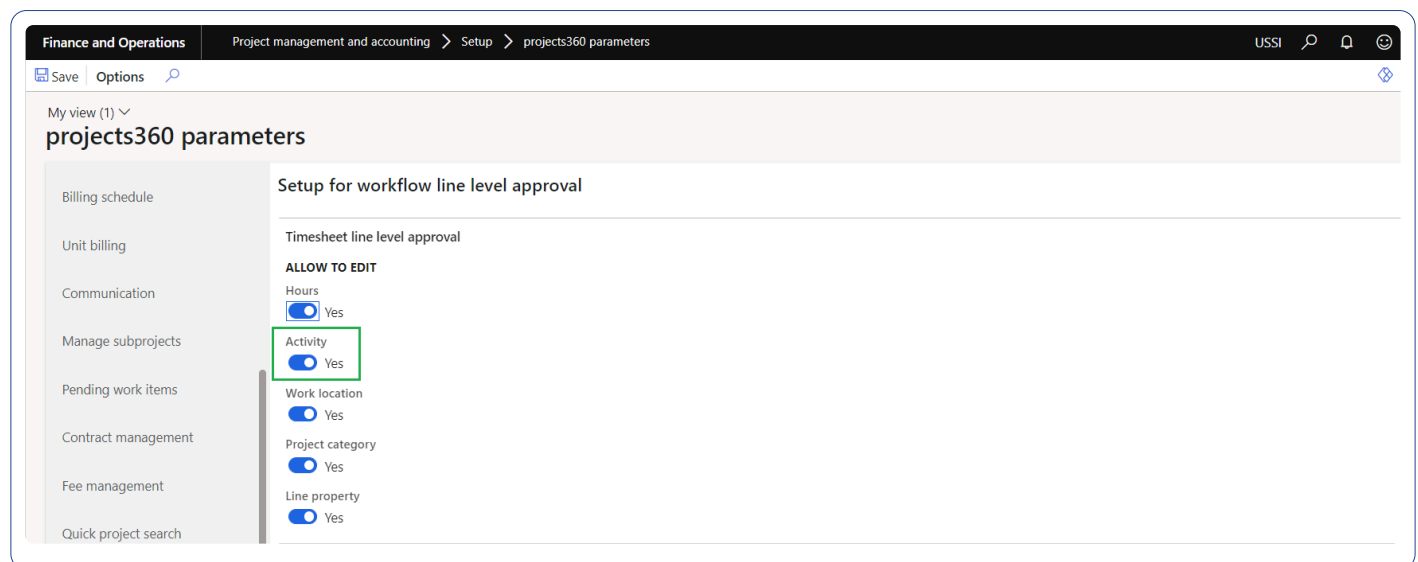 Finance and Operations Project management and accounting Setup projects360 parameters USSI
Save Options
My view (1)
projects360 parameters
Billing schedule
Unit billing
Communication
Manage subprojects
Pending work items
Contract management
Fee management
Quick project search
Setup for workflow line level approval
Timesheet line level approval
ALLOW TO EDIT
Hours
Yes
Activity
Yes
Work location
Yes
Project category
Yes
Line property
Yes